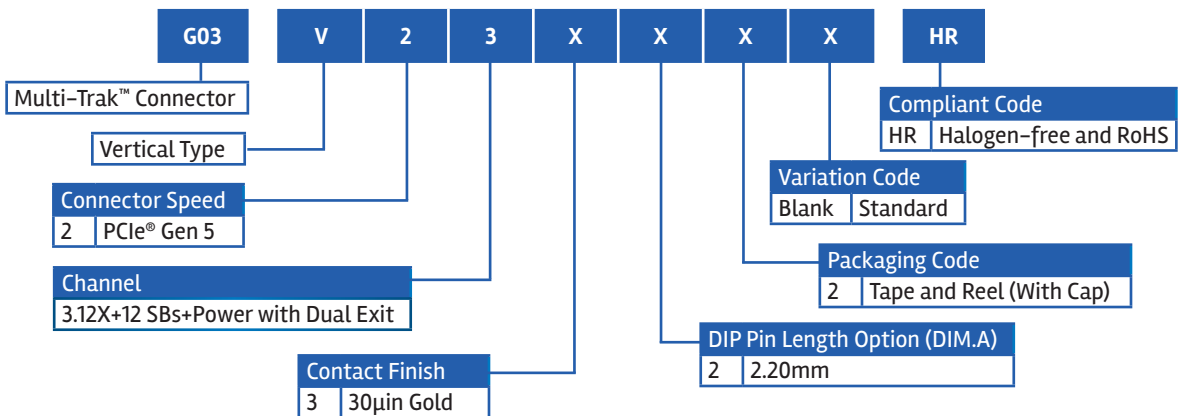 G03 V 2 3 X X X X HR
Multi-Trak™ Connector
Vertical Type
Connector Speed
2 PCIe® Gen 5
Channel
3.12X+12 SBs+Power with Dual Exit
Contact Finish
3 30µin Gold
DIP Pin Length Option (DIM.A)
2 2.20mm
Packaging Code
2 Tape and Reel (With Cap)
Variation Code
Blank Standard
Compliant Code
HR Halogen-free and RoHS